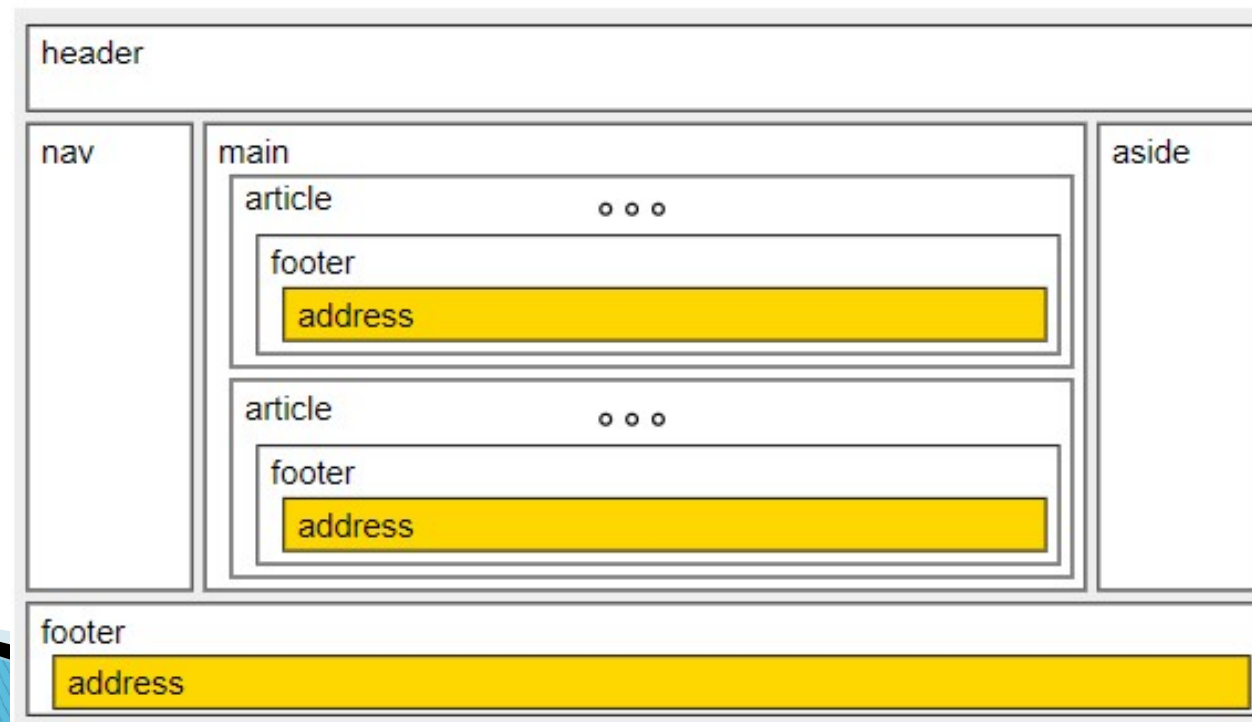 header
nav
main
aside
article
footer
address
article
footer
address
footer
address